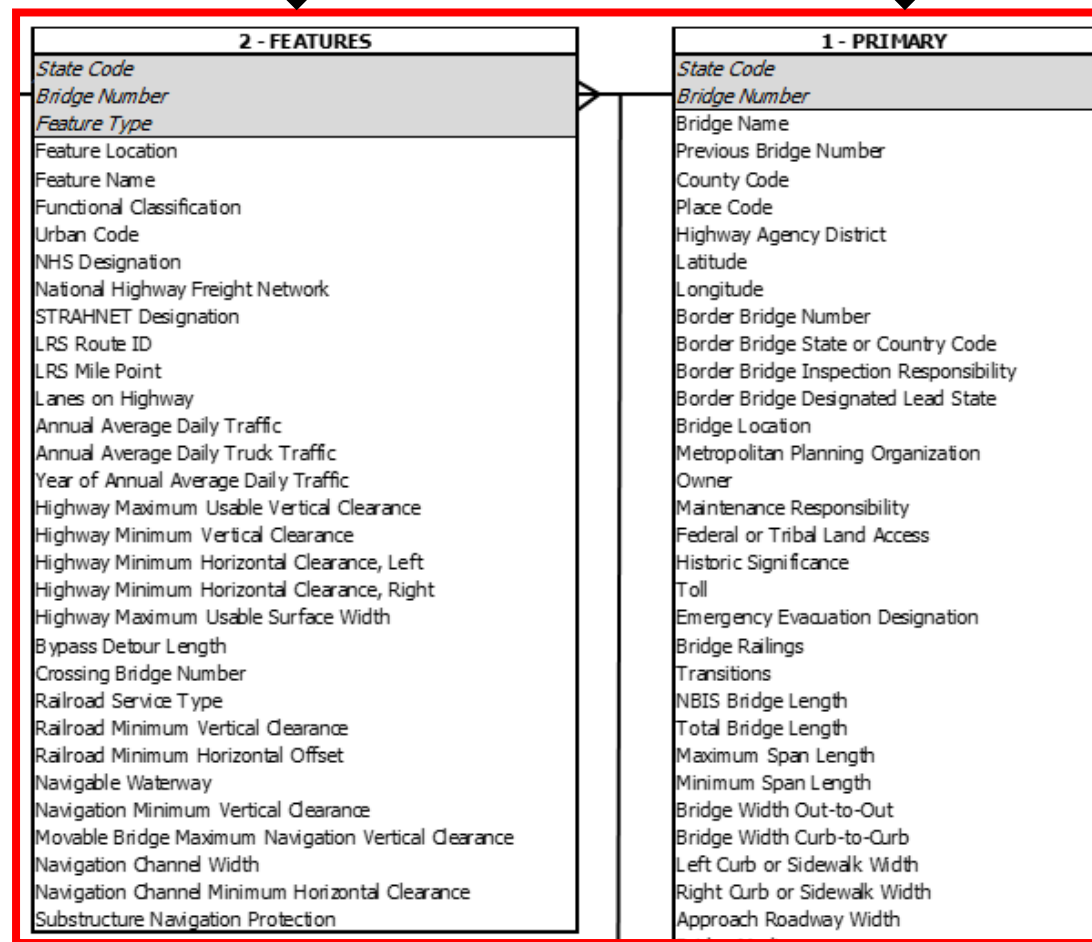 2 - FEATURES
State Code
Bridge Number
Feature Type
Feature Location
Feature Name
Functional Classification
Urban Code
NHS Designation
National Highway Freight Network
STRAHNET Designation
LRS Route ID
LRS Mile Point
Lanes on Highway
Annual Average Daily Traffic
Annual Average Daily Truck Traffic
Year of Annual Average Daily Traffic
Highway Maximum Usable Vertical Clearance
Highway Minimum Vertical Clearance
Highway Minimum Horizontal Clearance, Left
Highway Minimum Horizontal Clearance, Right
Highway Maximum Usable Surface Width
Bypass Detour Length
Crossing Bridge Number
Railroad Service Type
Railroad Minimum Vertical Clearance
Railroad Minimum Horizontal Offset
Navigable Waterway
Navigation Minimum Vertical Clearance
Movable Bridge Maximum Navigation Vertical Clearance
Navigation Channel Width
Navigation Channel Minimum Horizontal Clearance
Substructure Navigation Protection
1 - PRIMARY
State Code
Bridge Number
Bridge Name
Previous Bridge Number
County Code
Place Code
Highway Agency District
Latitude
Longitude
Border Bridge Number
Border Bridge State or Country Code
Border Bridge Inspection Responsibility
Border Bridge Designated Lead State
Bridge Location
Metropolitan Planning Organization
Owner
Maintenance Responsibility
Federal or Tribal Land Access
Historic Significance
Toll
Emergency Evacuation Designation
Bridge Railings
Transitions
NBIS Bridge Length
Total Bridge Length
Maximum Span Length
Minimum Span Length
Bridge Width Out-to-Out
Bridge Width Curb-to-Curb
Left Curb or Sidewalk Width
Right Curb or Sidewalk Width
Approach Roadway Width